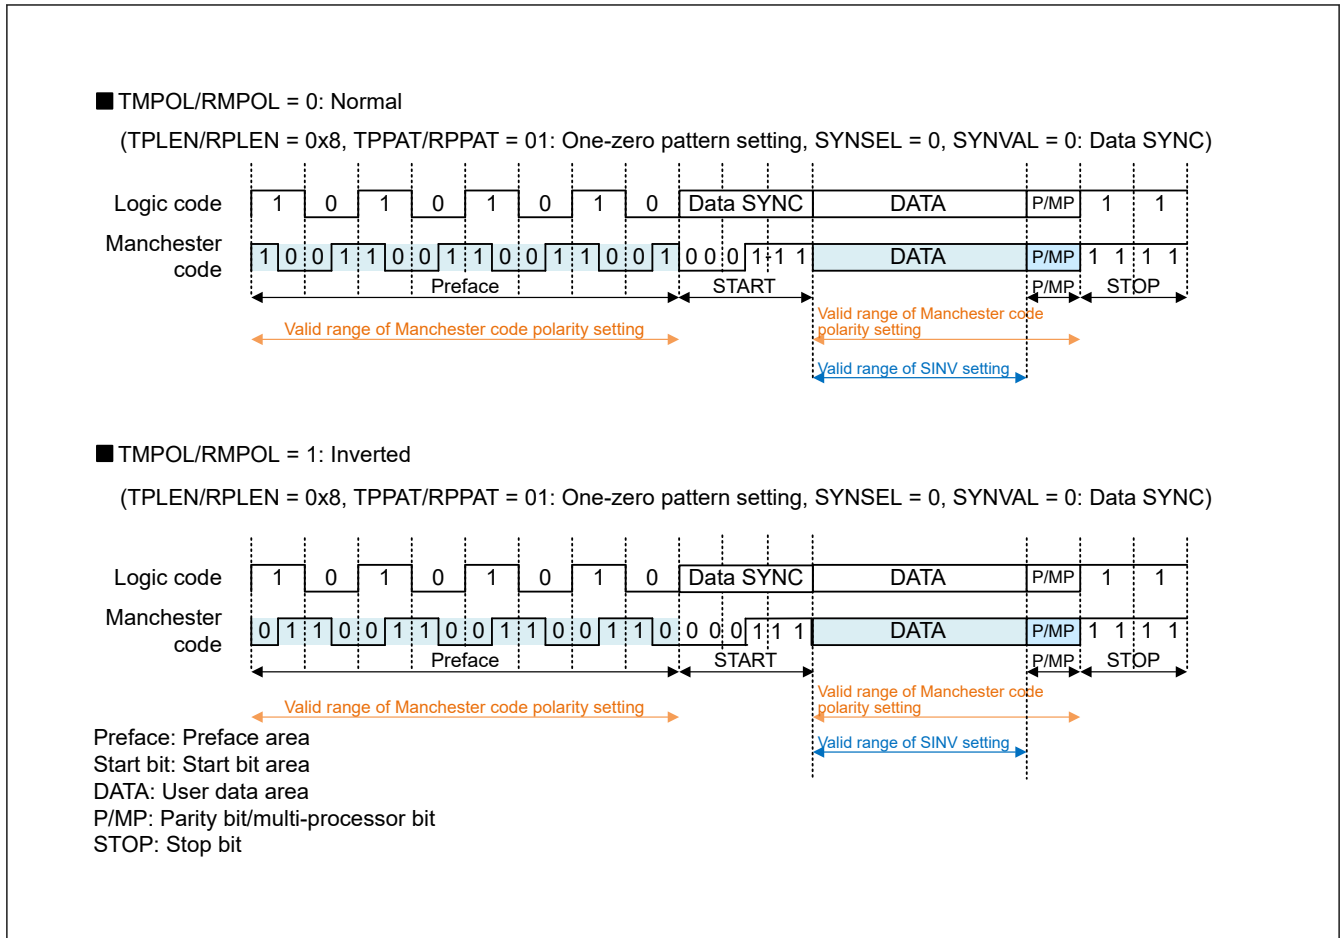 ■ TMPOL/RMPOL = 0: Normal
(TPLEN/RPLEN = 0x8, TPPAT/RPPAT = 01: One-zero pattern setting, SYNSEL = 0, SYNVAL = 0: Data SYNC)
Logic code 1 0 1 0 1 0 1 0 Data SYNC DATA P/MP 1 1
Manchester code 1 0 0 1 1 0 0 1 1 0 0 1 1 0 0 1 0 0 0 1 1 1 DATA P/MP 1 1 1 1
Preface START P/MP STOP
Valid range of Manchester code polarity setting
Valid range of Manchester code
polarity setting
Valid range of SINV setting
■ TMPOL/RMPOL = 1: Inverted
(TPLEN/RPLEN = 0x8, TPPAT/RPPAT = 01: One-zero pattern setting, SYNSEL = 0, SYNVAL = 0: Data SYNC)
Logic code 1 0 1 0 1 0 1 0 Data SYNC DATA P/MP 1 1
Manchester code 0 1 1 0 0 1 1 0 0 1 1 0 0 1 1 0 0 0 0 1 1 1 DATA P/MP 1 1 1 1
Preface START P/MP STOP
Valid range of Manchester code polarity setting
Valid range of Manchester code
polarity setting
Valid range of SINV setting
Preface: Preface area
Start bit: Start bit area
DATA: User data area
P/MP: Parity bit/multi-processor bit
STOP: Stop bit